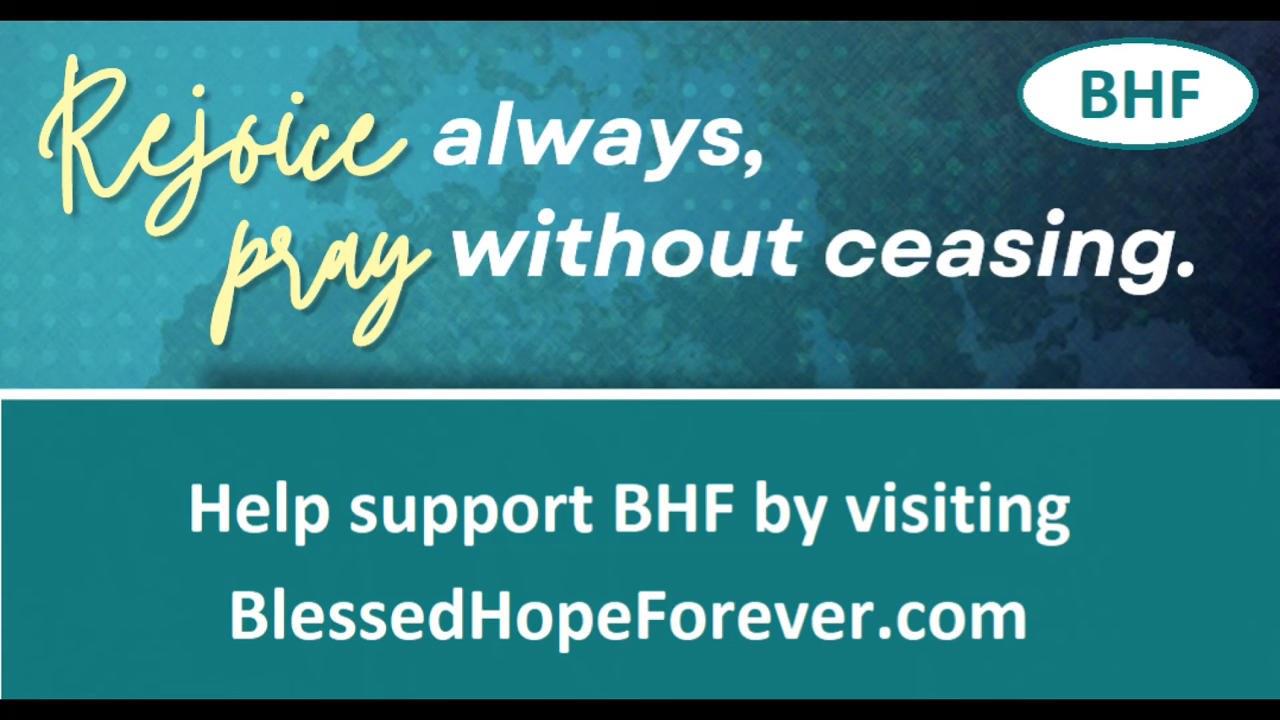 BHF
Rejoice always,
pray without ceasing.
Help support BHF by visiting
BlessedHopeForever.com